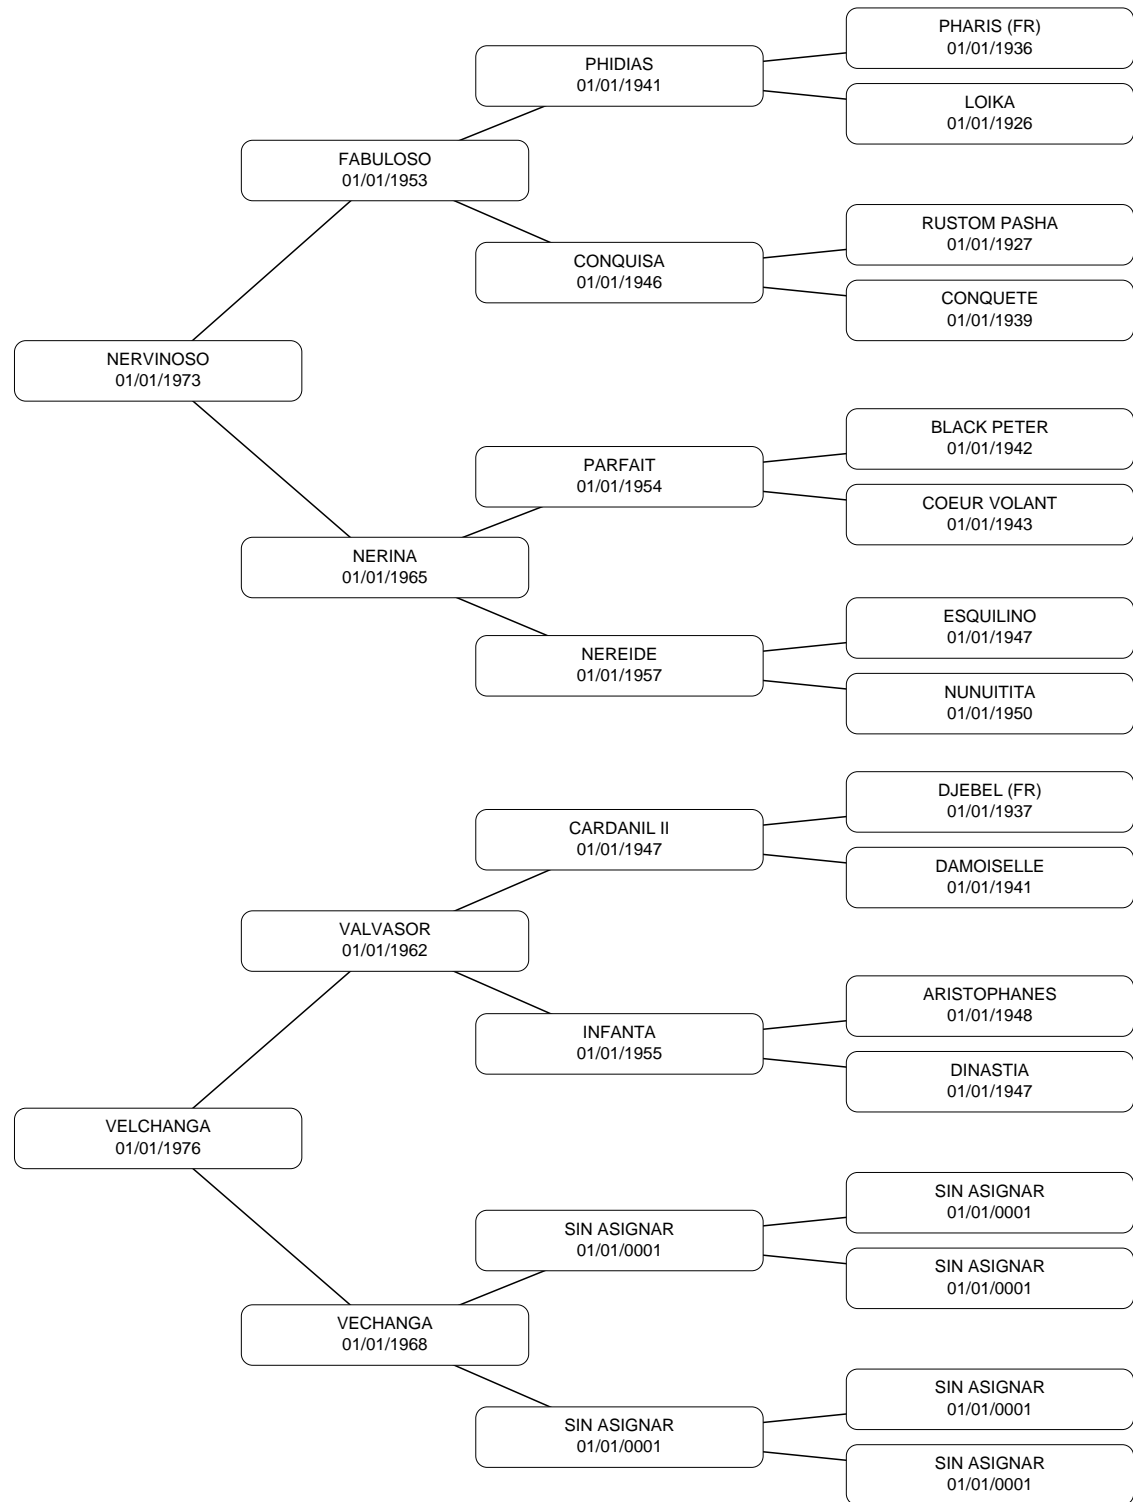 PHARIS (FR)
01/01/1936
PHIDIAS
01/01/1941
LOIKA
01/01/1926
FABULOSO
01/01/1953
RUSTOM PASHA
01/01/1927
CONQUISA
01/01/1946
CONQUETE
01/01/1939
NERVINOSO
01/01/1973
BLACK PETER
01/01/1942
PARFAIT
01/01/1954
COEUR VOLANT
01/01/1943
NERINA
01/01/1965
ESQUILINO
01/01/1947
NEREIDE
01/01/1957
NUNUITITA
01/01/1950
DJEBEL (FR)
01/01/1937
CARDANIL II
01/01/1947
DAMOISELLE
01/01/1941
VALVASOR
01/01/1962
ARISTOPHANES
01/01/1948
INFANTA
01/01/1955
DINASTIA
01/01/1947
VELCHANGA
01/01/1976
SIN ASIGNAR
01/01/0001
SIN ASIGNAR
01/01/0001
SIN ASIGNAR
01/01/0001
VECHANGA
01/01/1968
SIN ASIGNAR
01/01/0001
SIN ASIGNAR
01/01/0001
SIN ASIGNAR
01/01/0001